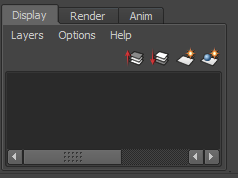 Display Render Anim
Layers Options Help